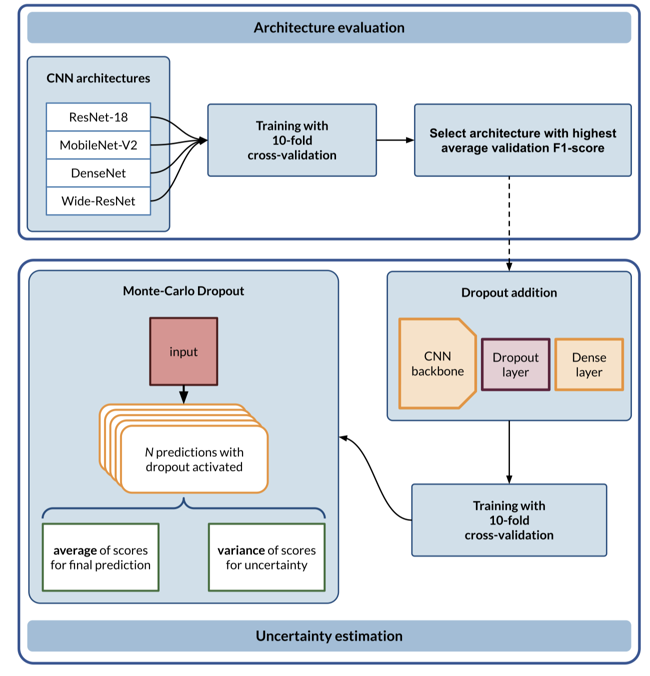 Architecture evaluation
CNN architectures
ResNet-18
MobileNet-V2
DenseNet
Wide-ResNet
Training with
10-fold
cross-validation
Select architecture with highest
average validation F1-score
Monte-Carlo Dropout
input
N predictions with
dropout activated
average of scores
for final prediction
variance of scores
for uncertainty
Dropout addition
CNN
backbone
Dropout
layer
Dense
layer
Training with
10-fold
cross-validation
Uncertainty estimation